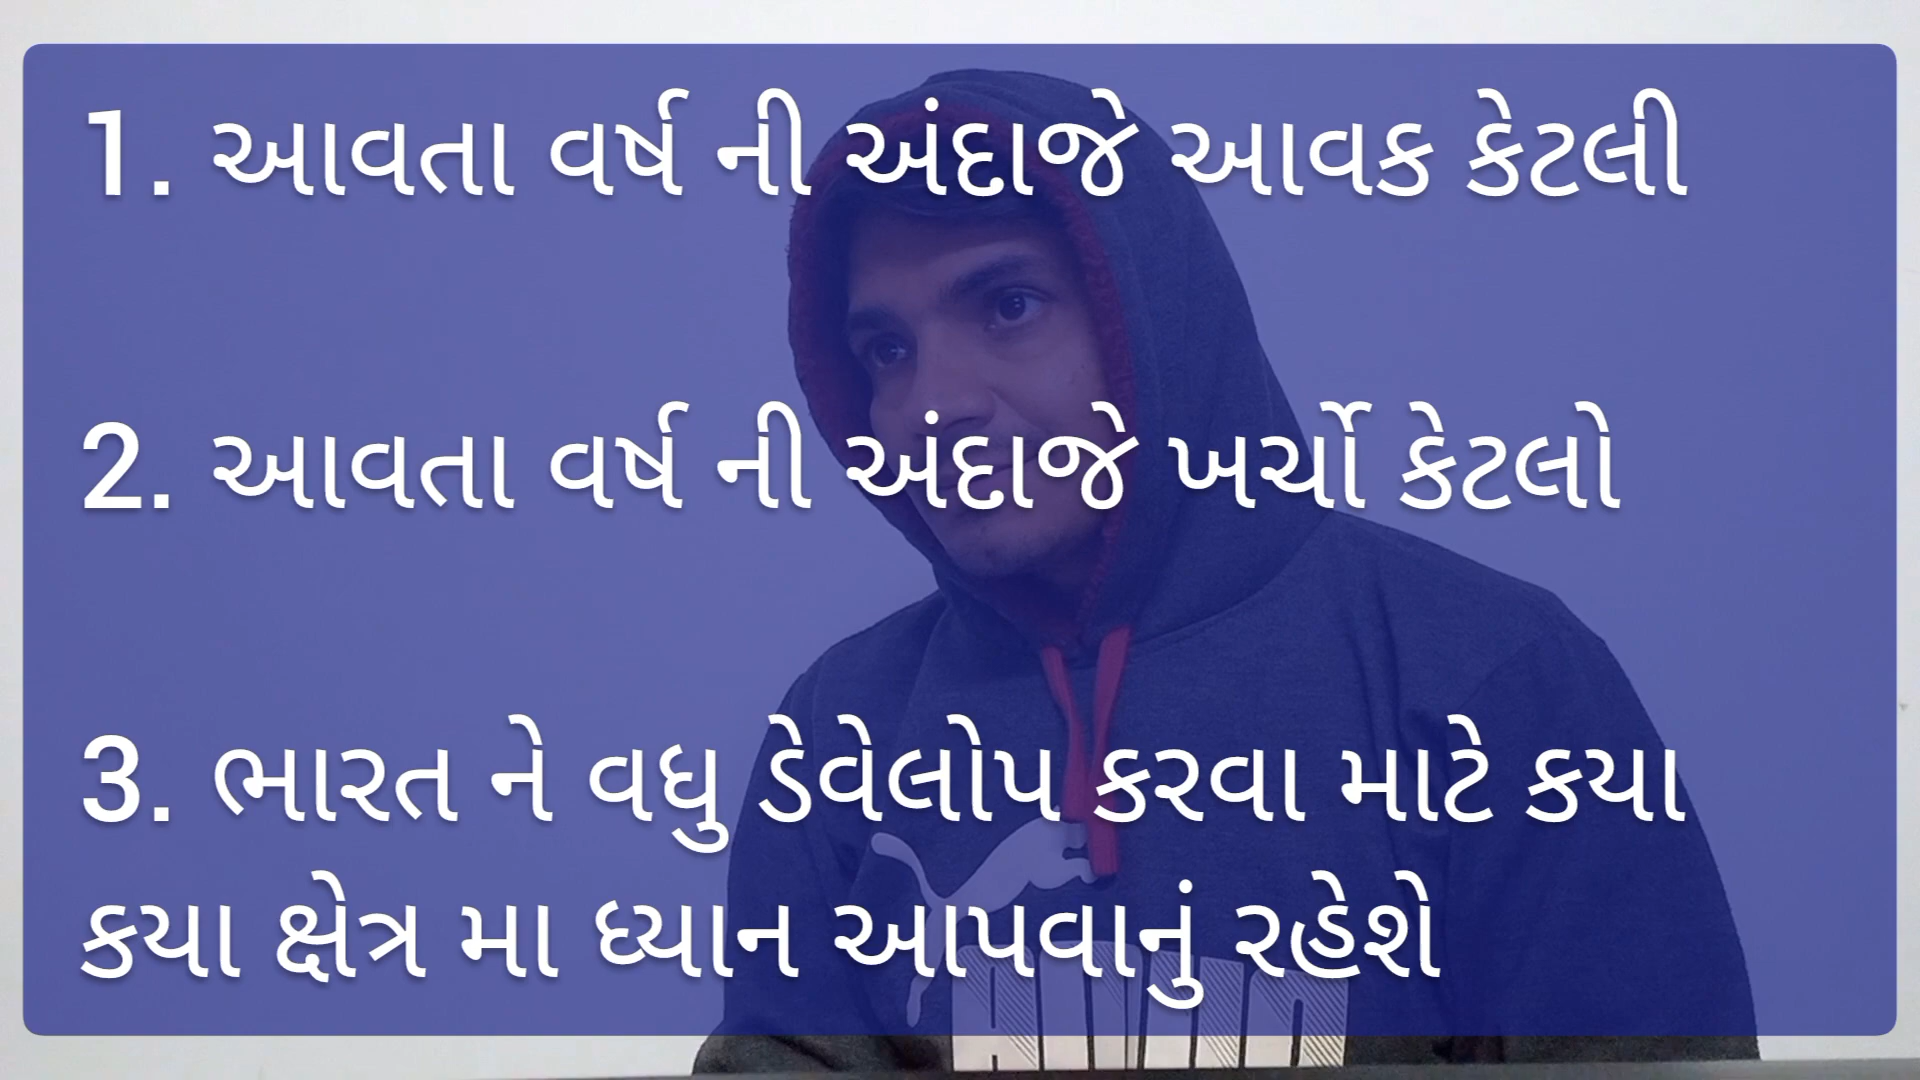 1. આવતા વર્ષ ની અંદાજે આવક કેટલી
2. આવતા વર્ષ ની અંદાજે ખર્ચો કેટલો
3. ભારત ને વધુ ડેવેલોપ કરવા માટે કયા
કયા ક્ષેત્ર મા ધ્યાન આપવાનું રહેશે